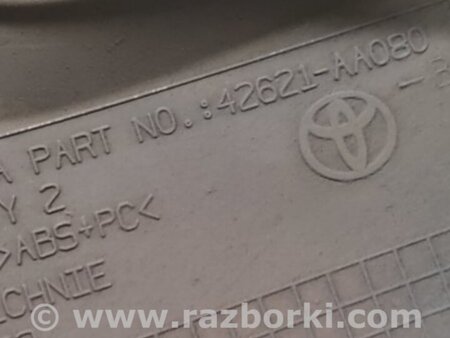 A PART NO.:42621-AA080
Y 2
>ABS+PC<
CHNIE
© www.razborki.com